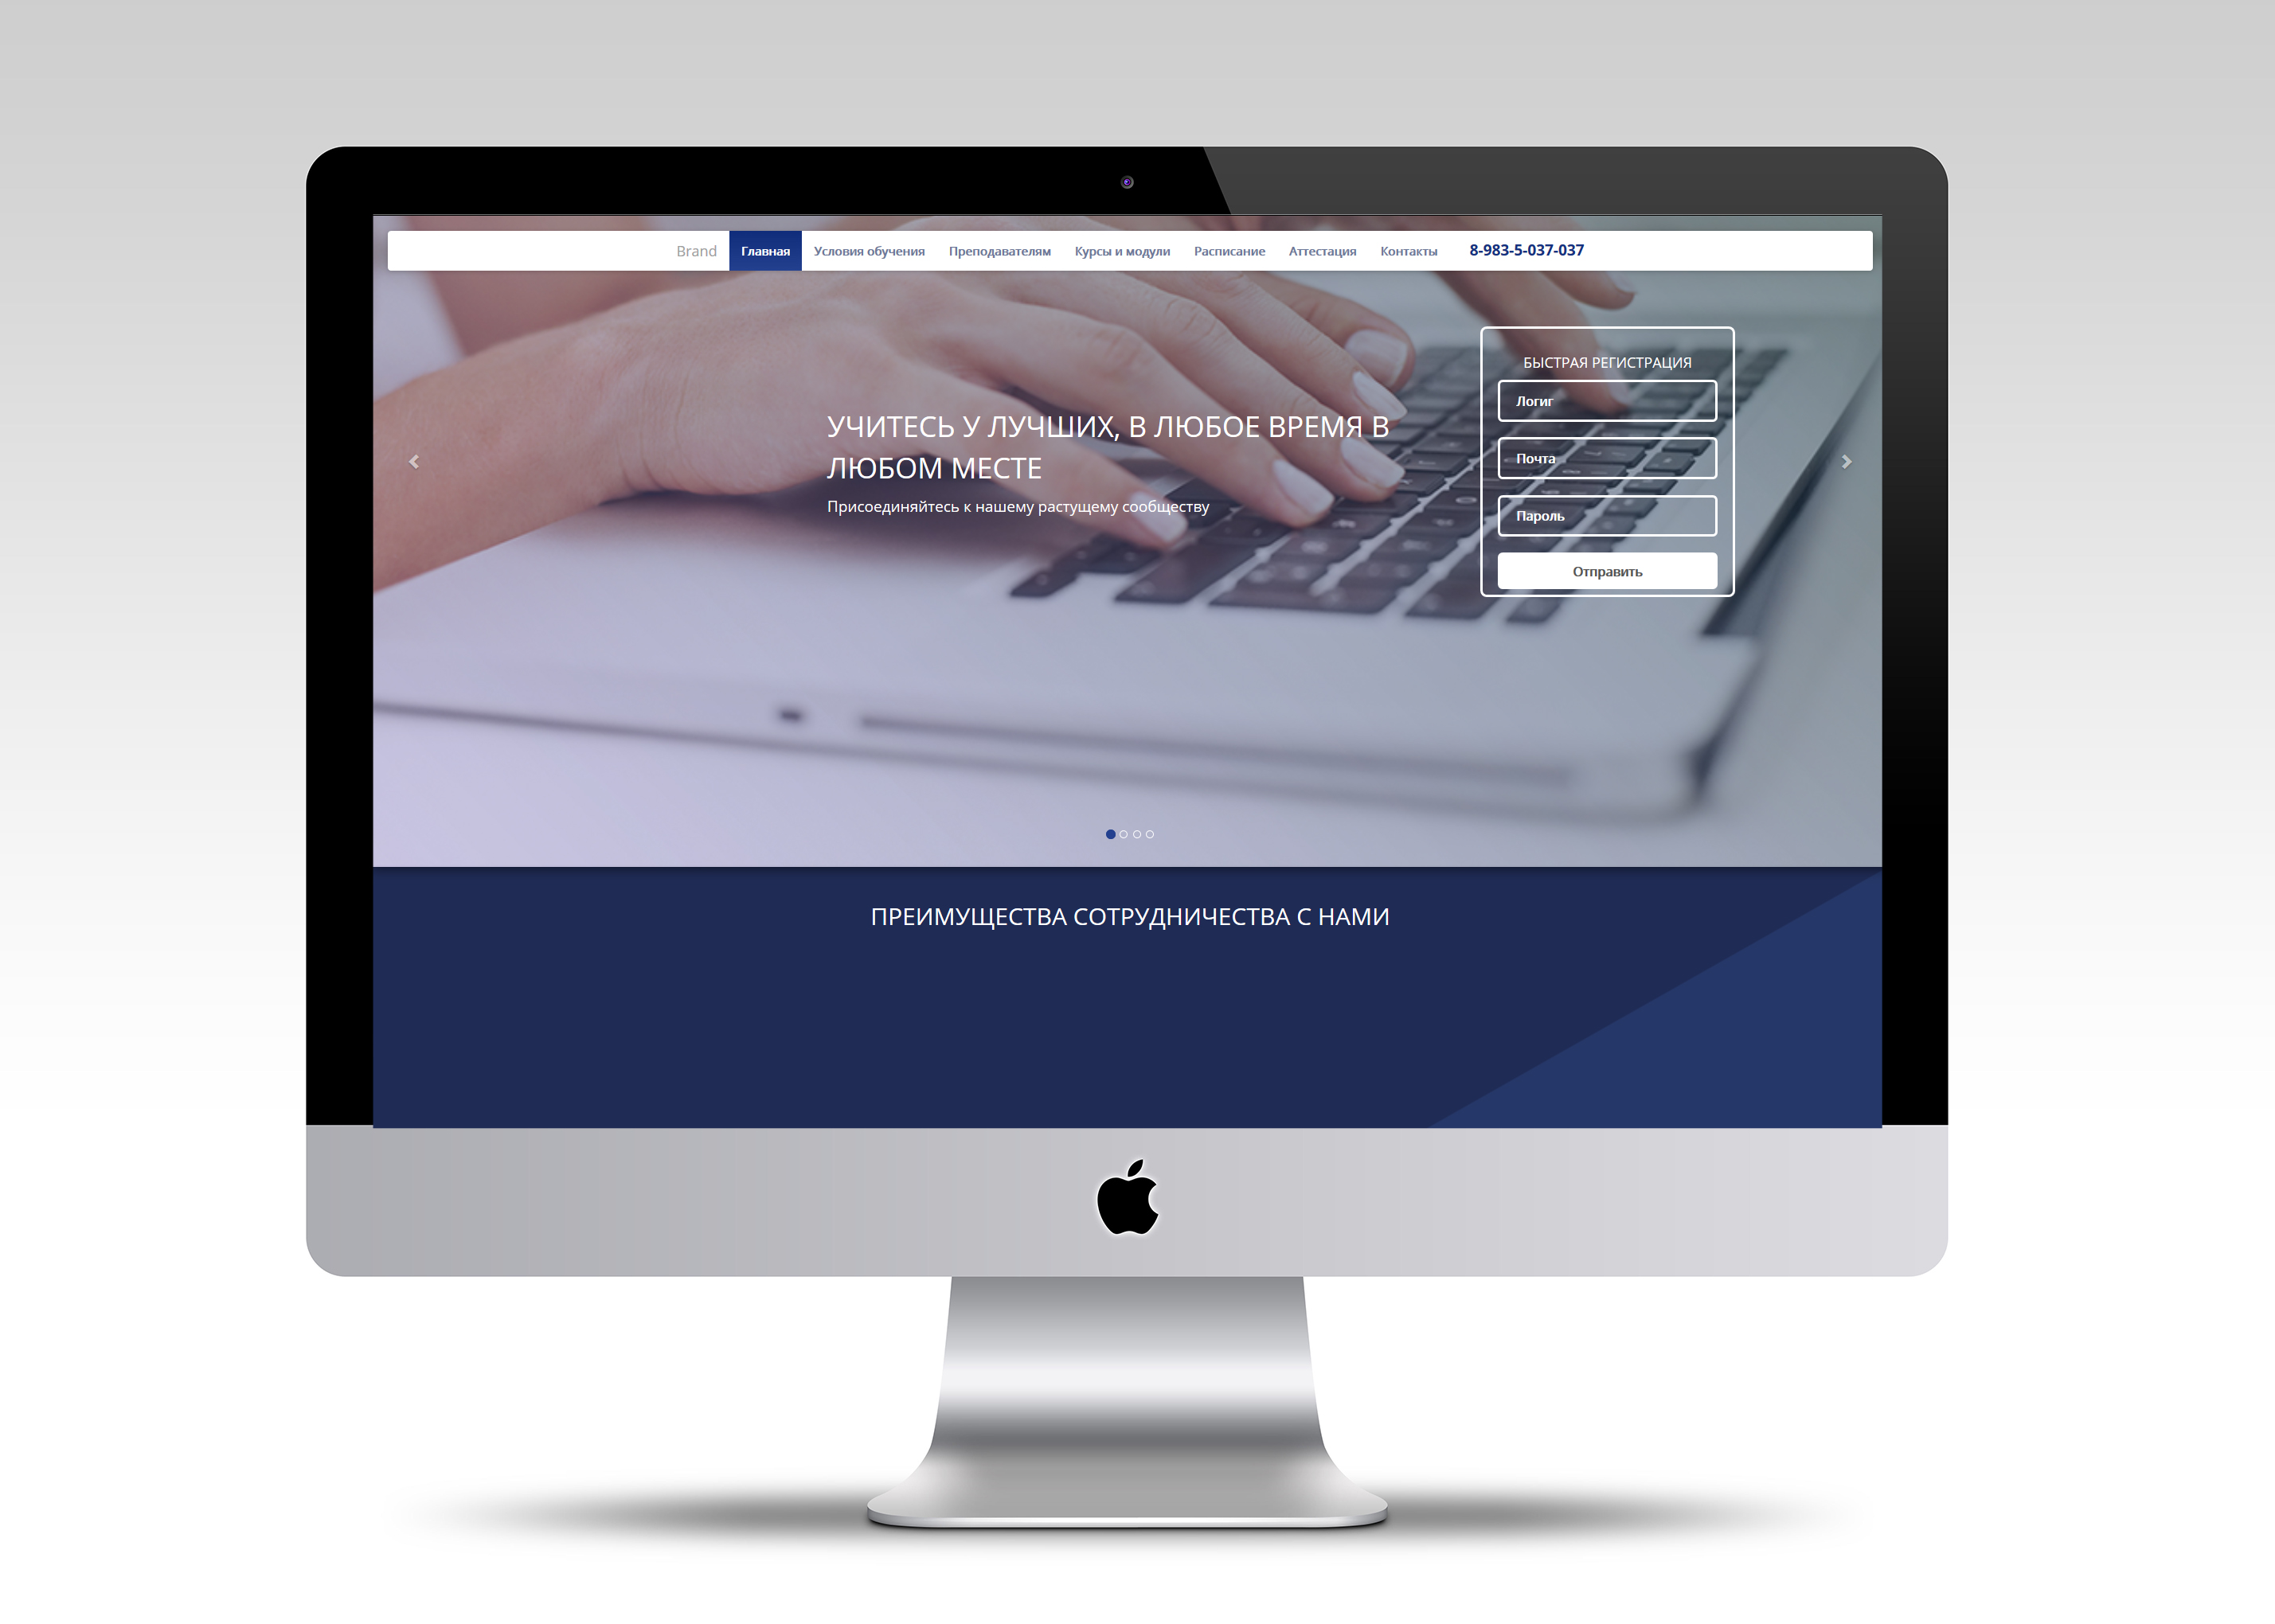 Brand Главная Условия обучения Преподавателям Курсы и модули Расписание Аттестация Контакты 8-983-5-037-037
УЧИТЕСЬ У ЛУЧШИХ, В ЛЮБОЕ ВРЕМЯ В
ЛЮБОМ МЕСТЕ
Присоединяйтесь к нашему растущему сообществу
БЫСТРАЯ РЕГИСТРАЦИЯ
Логиг
Почта
Пароль
Отправить
ПРЕИМУЩЕСТВА СОТРУДНИЧЕСТВА С НАМИ